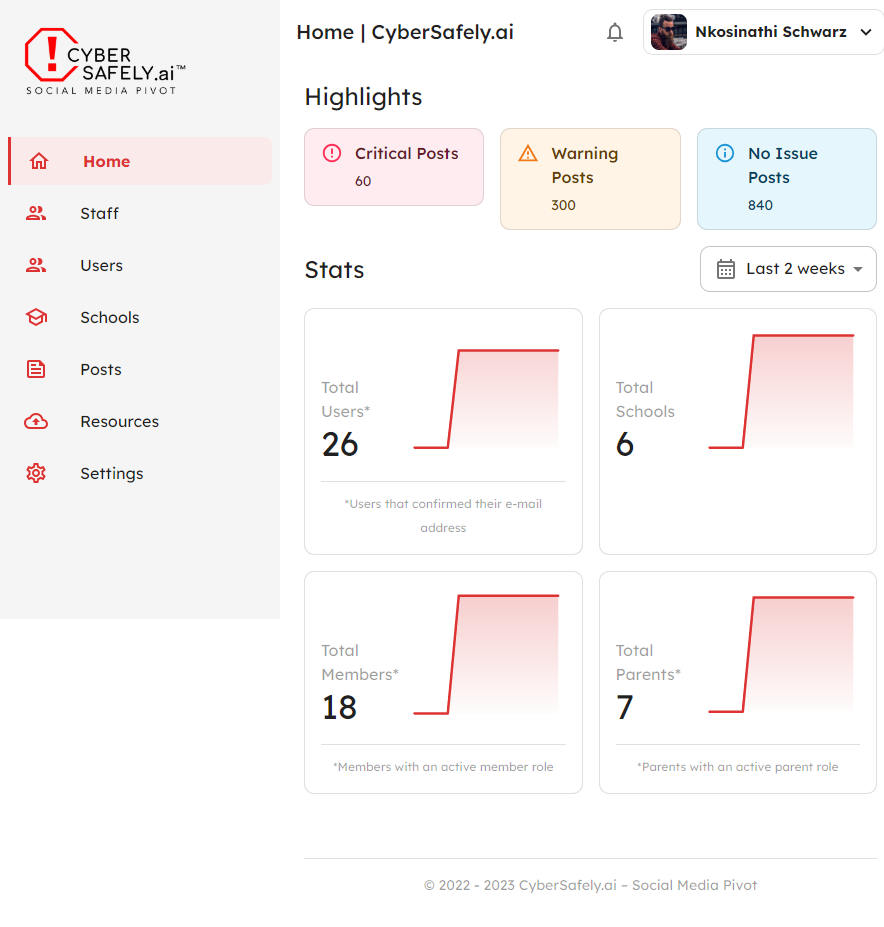 CYBER
SAFELY.ai™
SOCIAL MEDIA PIVOT
Home
Staff
Users
Schools
Posts
Resources
Settings
Home | CyberSafely.ai
Nkosinathi Schwarz
Highlights
Critical Posts
60
Warning
Posts
300
No Issue
Posts
840
Stats
Last 2 weeks
Total
Users*
26
*Users that confirmed their e-mail
address
Total
Schools
6
Total
Members*
18
*Members with an active member role
Total
Parents*
7
*Parents with an active parent role
© 2022 - 2023 CyberSafely.ai – Social Media Pivot